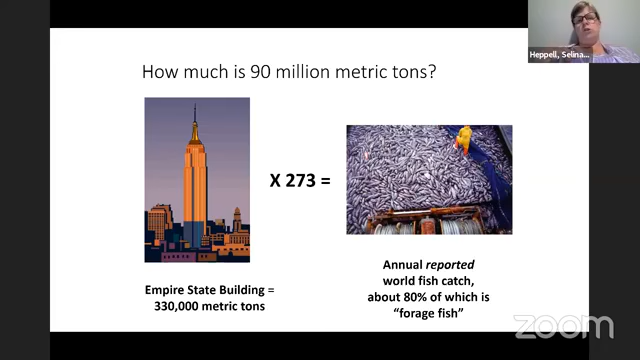 Heppell, Selina...
How much is 90 million metric tons?
X 273 =
Empire State Building =
330,000 metric tons
Annual reported
world fish catch,
about 80% of which is
“forage fish”
zoom